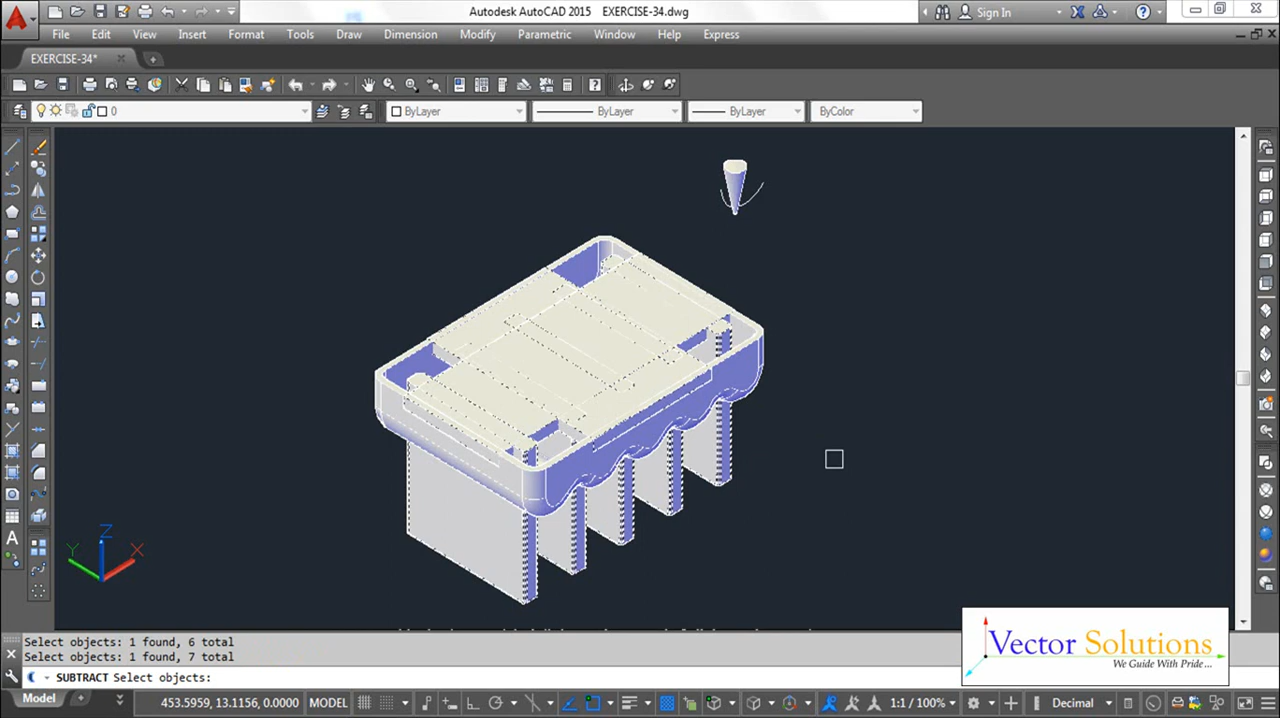 Autodesk AutoCAD 2015 EXERCISE-34.dwg
Sign In
File Edit View Insert Format Tools Draw Dimension Modify Parametric Window Help Express
EXERCISE-34*
0 ByLayer ByLayer ByLayer ByColor
Z
Y X
Select objects: 1 found, 6 total
Select objects: 1 found, 7 total
SUBTRACT Select objects:
Vector Solutions
We Guide With Pride...
Model 453.5959, 13.1156, 0.0000 MODEL 1:1 / 100% Decimal